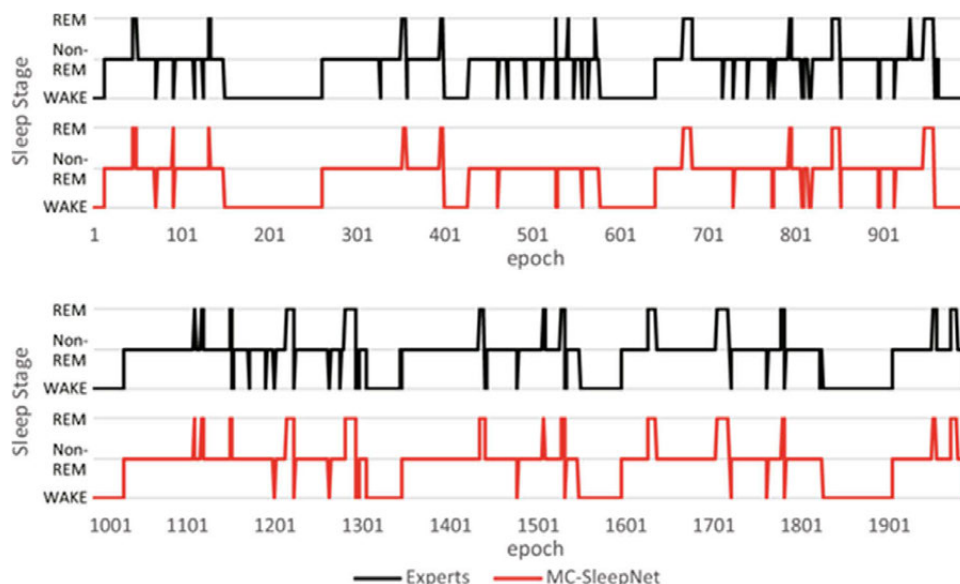 REM
Non-
REM
WAKE
Sleep Stage
REM
Non-
REM
WAKE
1 101 201 301 401 501 601 701 801 901
epoch
REM
Non-
REM
WAKE
Sleep Stage
REM
Non-
REM
WAKE
1001 1101 1201 1301 1401 1501 1601 1701 1801 1901
epoch
Experts MC-SleepNet